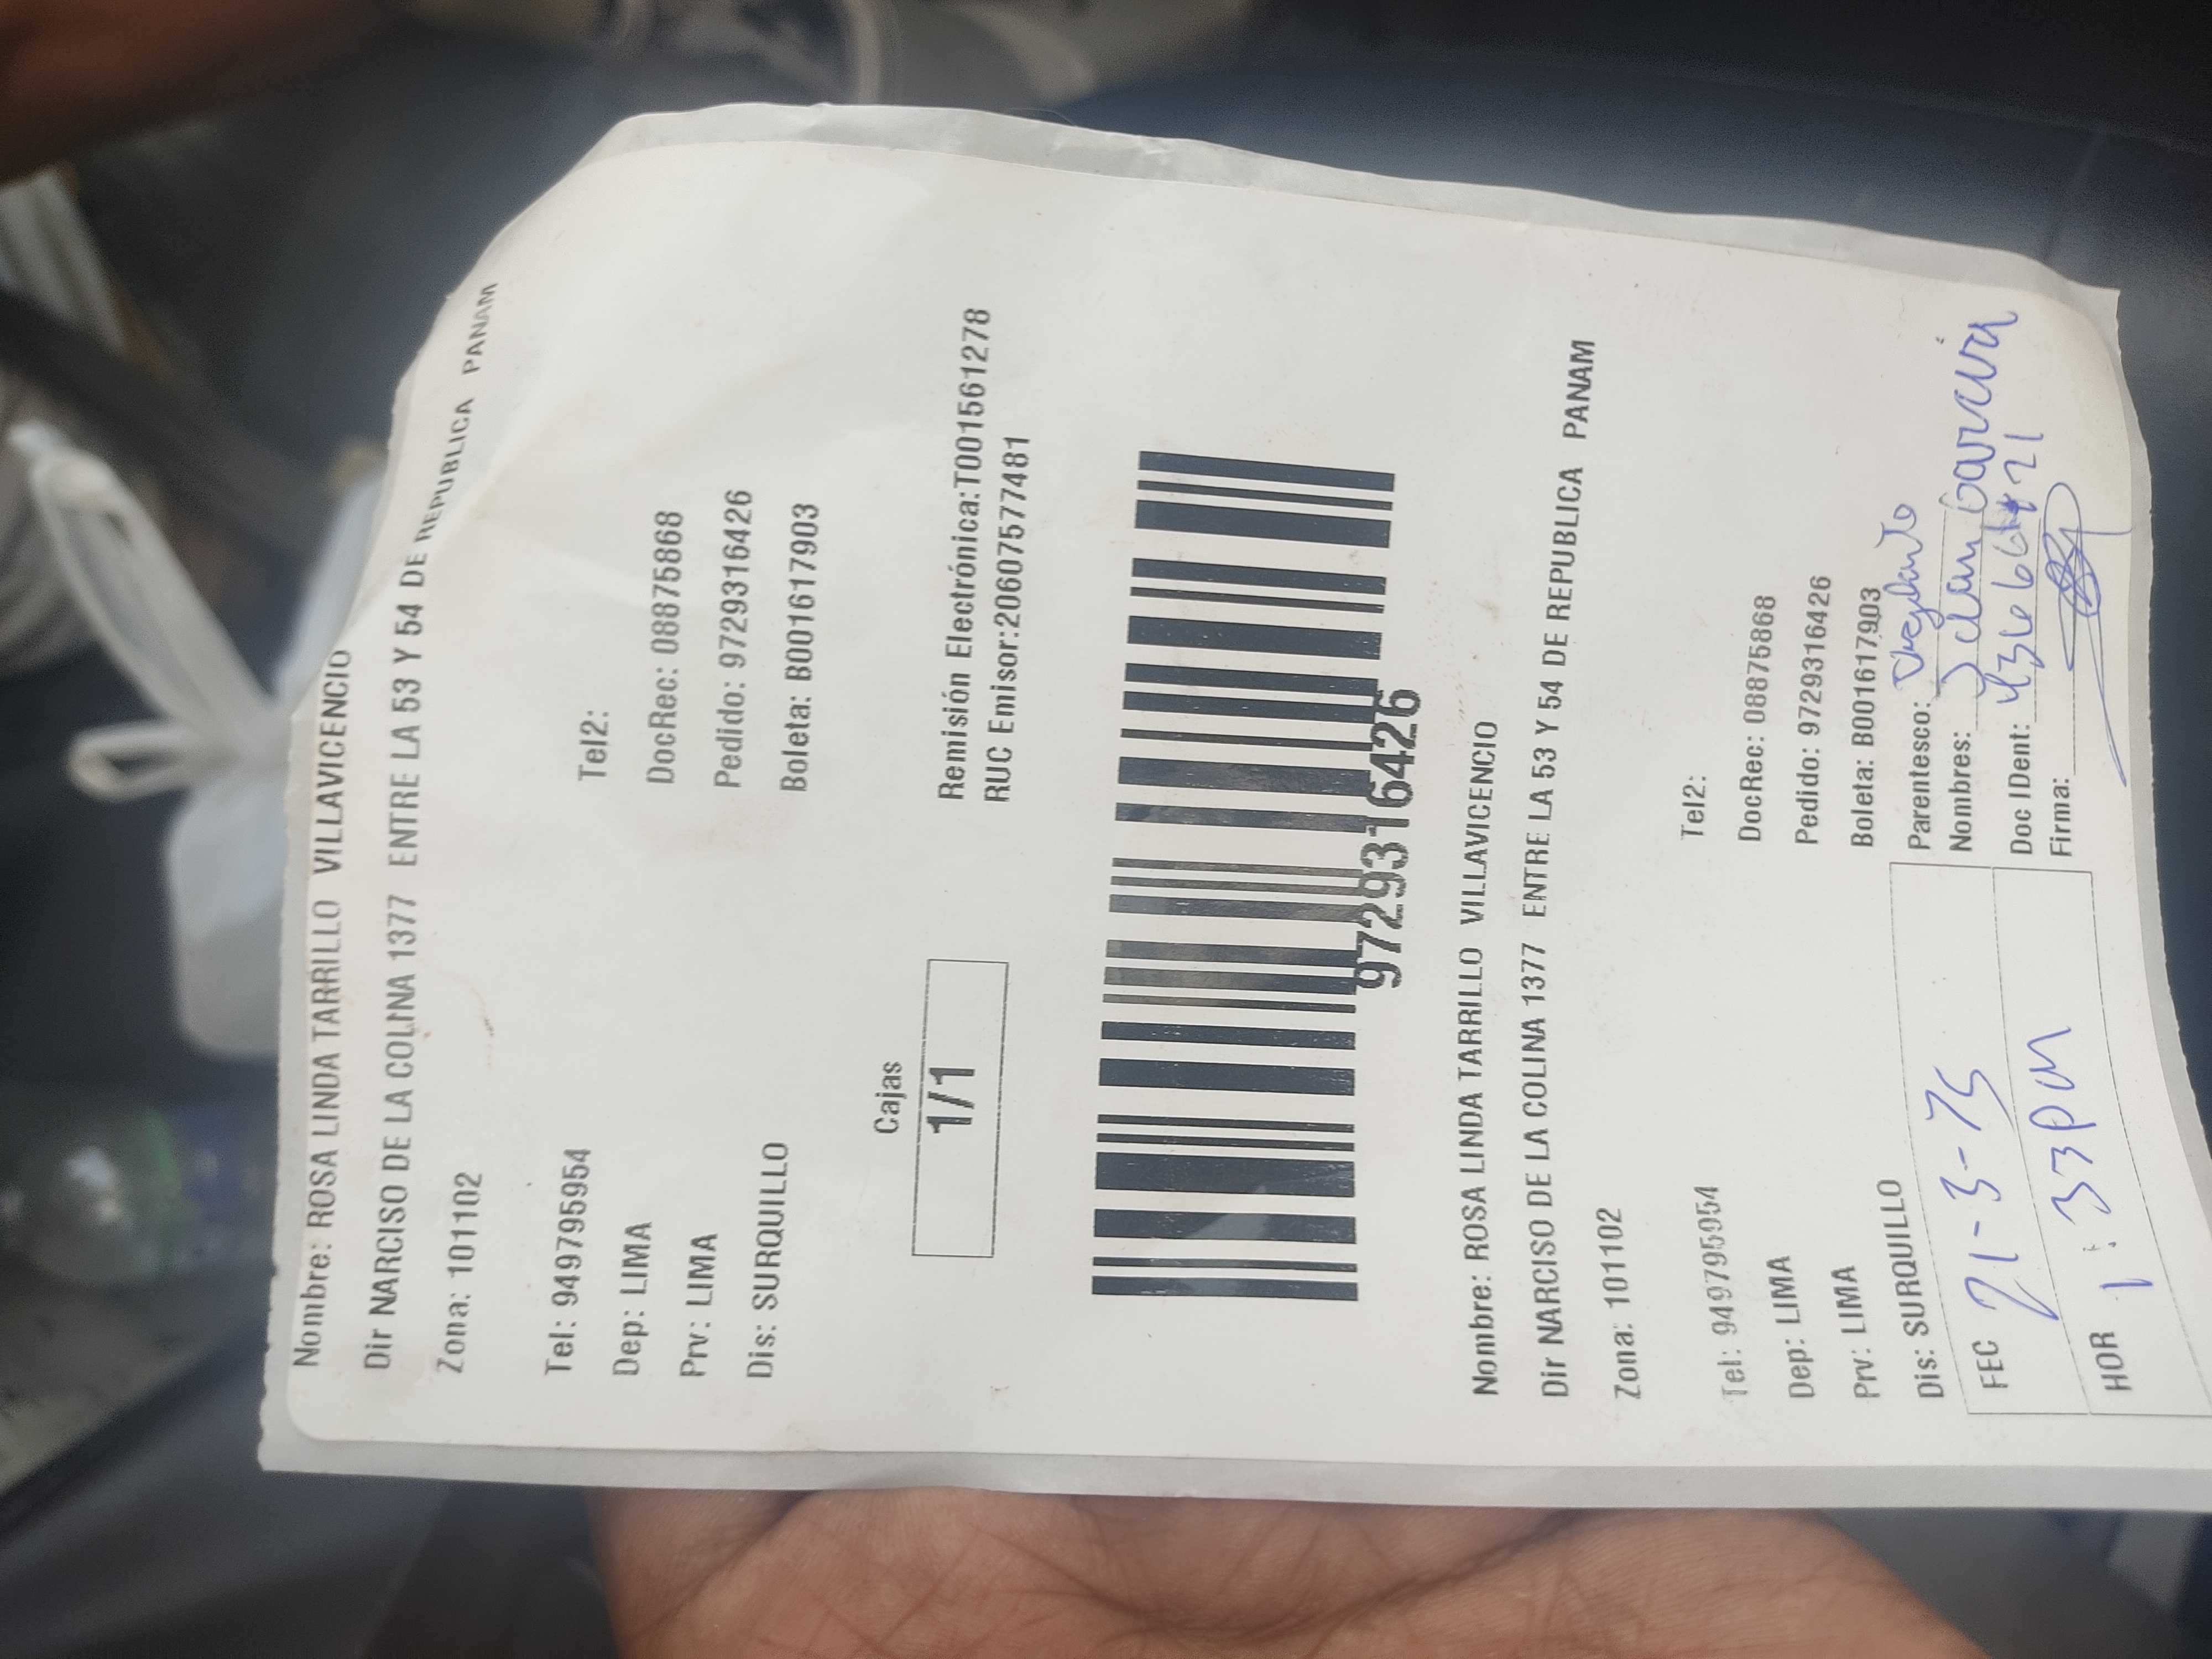 Nombre: ROSA LINDA TARRILLO VILLAVICENCIO
Dir NARCISO DE LA COLINA 1377 ENTRE LA 53 Y 54 DE REPUBLICA PANAM
Zona: 101102
Tel: 949795954 Tel2:
Dep: LIMA DocRec: 08875868
Prv: LIMA Pedido: 9729316426
Dis: SURQUILLO Boleta: B001617903
Cajas
1/1
Remisión Electrónica:T001561278
RUC Emisor:20607577481
97293164426
Nombre: ROSA LINDA TARRILLO VILLAVICENCIO
Dir NARCISO DE LA COLINA 1377 ENTRE LA 53 Y 54 DE REPUBLICA PANAM
Zona: 101102
Tel: 949795954 Tel2:
Dep: LIMA DocRec: 08875868
Prv: LIMA Pedido: 9729316426
Dis: SURQUILLO Boleta: B001617903
FEC 21-3-25 Parentesco:
Nombres:
HOR 1:33pm Doc IDent:
Firma: